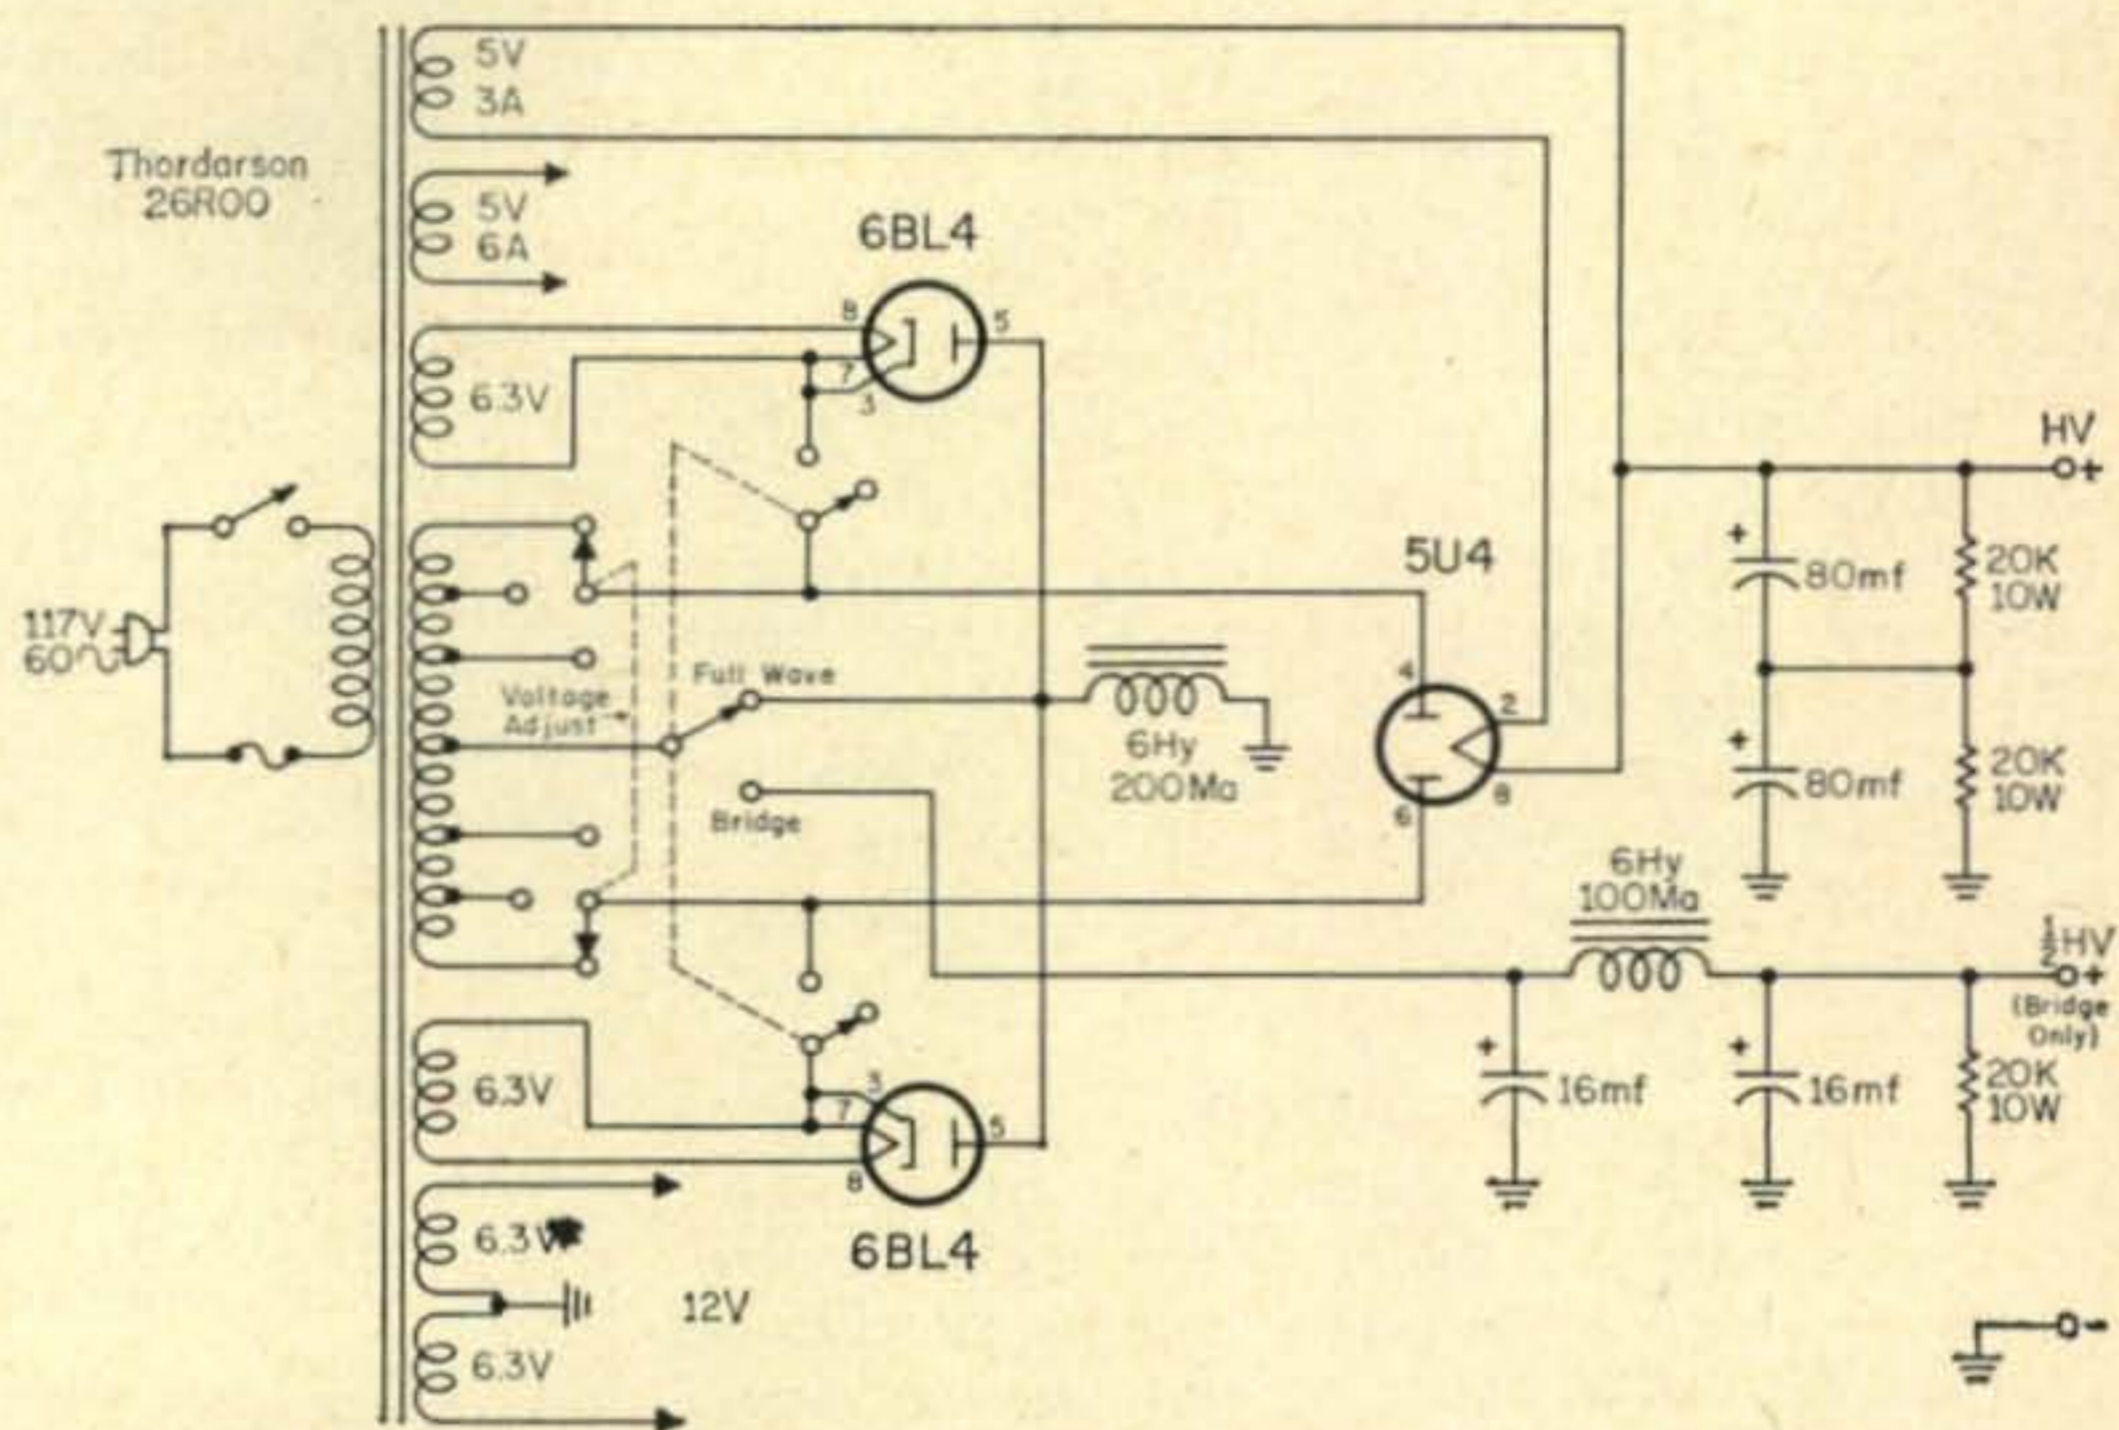 5V
3A
Thordarson
26R00
5V
6A
6BL4
8
5
7
3
6.3V
HV
+
5U4
+
80mf
20K
10W
117V
60~
Voltage
Adjust
Full Wave
Bridge
6Hy
200Ma
4
2
8
6
+
80mf
20K
10W
6Hy
100Ma
½HV
+
(Bridge
Only)
6.3V
3
7
5
8
6BL4
+
16mf
+
16mf
20K
10W
6.3V
12V
6.3V
-